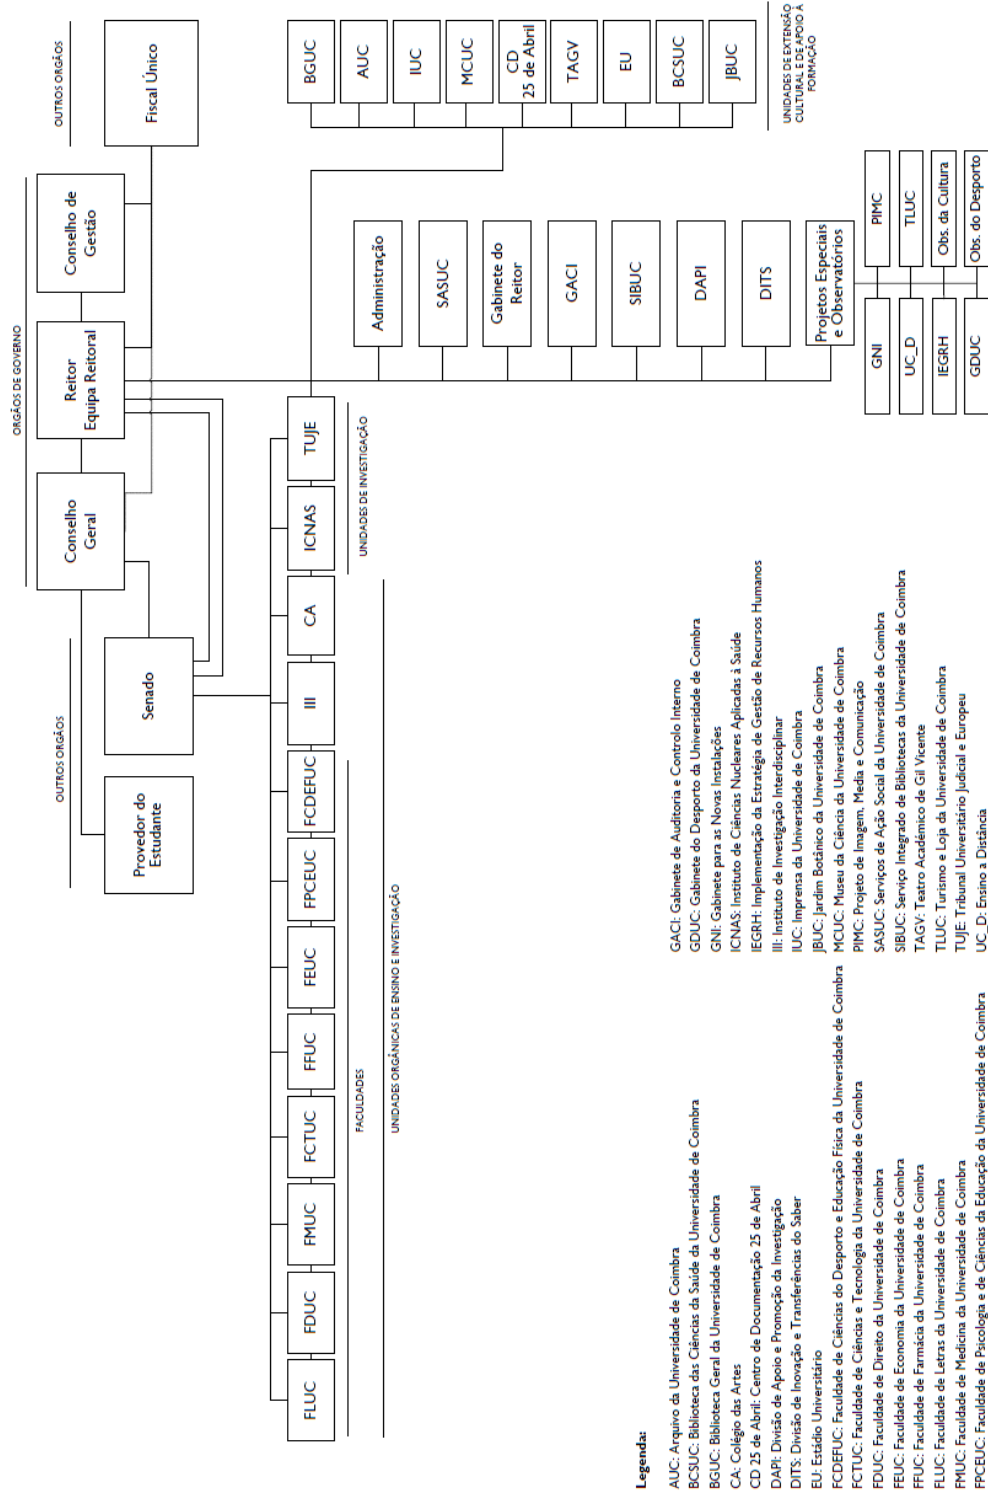 ORGÃOS DE GOVERNO
OUTROS ORGÃOS
OUTROS ORGÃOS
Provedor do
Estudante
Senado
Conselho
Geral
Reitor
Equipa Reitoral
Conselho de
Gestão
Fiscal Único
FLUC
FDUC
FMUC
FCTUC
FFUC
FEUC
FPCEUC
FCDEFUC
III
CA
ICNAS
TUJE
FACULDADES
UNIDADES DE INVESTIGAÇÃO
UNIDADES ORGÂNICAS DE ENSINO E INVESTIGAÇÃO
Administração
SASUC
Gabinete do
Reitor
GACI
SIBUC
DAPI
DITS
Projetos Especiais
e Observatórios
GNI
PIMC
UC_D
TLUC
IEGRH
Obs. da Cultura
GDUC
Obs. do Desporto
BGUC
AUC
IUC
MCUC
CD
25 de Abril
TAGV
EU
BCSUC
JBUC
UNIDADES DE EXTENSÃO
CULTURAL E DE APOIO À
FORMAÇÃO
Legenda:
AUC: Arquivo da Universidade de Coimbra
BCSUC: Biblioteca das Ciências da Saúde da Universidade de Coimbra
BGUC: Biblioteca Geral da Universidade de Coimbra
CA: Colégio das Artes
CD 25 de Abril: Centro de Documentação 25 de Abril
DAPI: Divisão de Apoio e Promoção da Investigação
DITS: Divisão de Inovação e Transferências do Saber
EU: Estádio Universitário
FCDEFUC: Faculdade de Ciências do Desporto e Educação Física da Universidade de Coimbra
FCTUC: Faculdade de Ciências e Tecnologia da Universidade de Coimbra
FDUC: Faculdade de Direito da Universidade de Coimbra
FEUC: Faculdade de Economia da Universidade de Coimbra
FFUC: Faculdade de Farmácia da Universidade de Coimbra
FLUC: Faculdade de Letras da Universidade de Coimbra
FMUC: Faculdade de Medicina da Universidade de Coimbra
FPCEUC: Faculdade de Psicologia e de Ciências da Educação da Universidade de Coimbra
GACI: Gabinete de Auditoria e Controlo Interno
GDUC: Gabinete do Desporto da Universidade de Coimbra
GNI: Gabinete para as Novas Instalações
ICNAS: Instituto de Ciências Nucleares Aplicadas à Saúde
IEGRH: Implementação da Estratégia de Gestão de Recursos Humanos
III: Instituto de Investigação Interdisciplinar
IUC: Imprensa da Universidade de Coimbra
JBUC: Jardim Botânico da Universidade de Coimbra
MCUC: Museu da Ciência da Universidade de Coimbra
PIMC: Projeto de Imagem, Media e Comunicação
SASUC: Serviços de Ação Social da Universidade de Coimbra
SIBUC: Serviço Integrado de Bibliotecas da Universidade de Coimbra
TAGV: Teatro Académico de Gil Vicente
TLUC: Turismo e Loja da Universidade de Coimbra
TUJE: Tribunal Universitário Judicial e Europeu
UC_D: Ensino a Distância